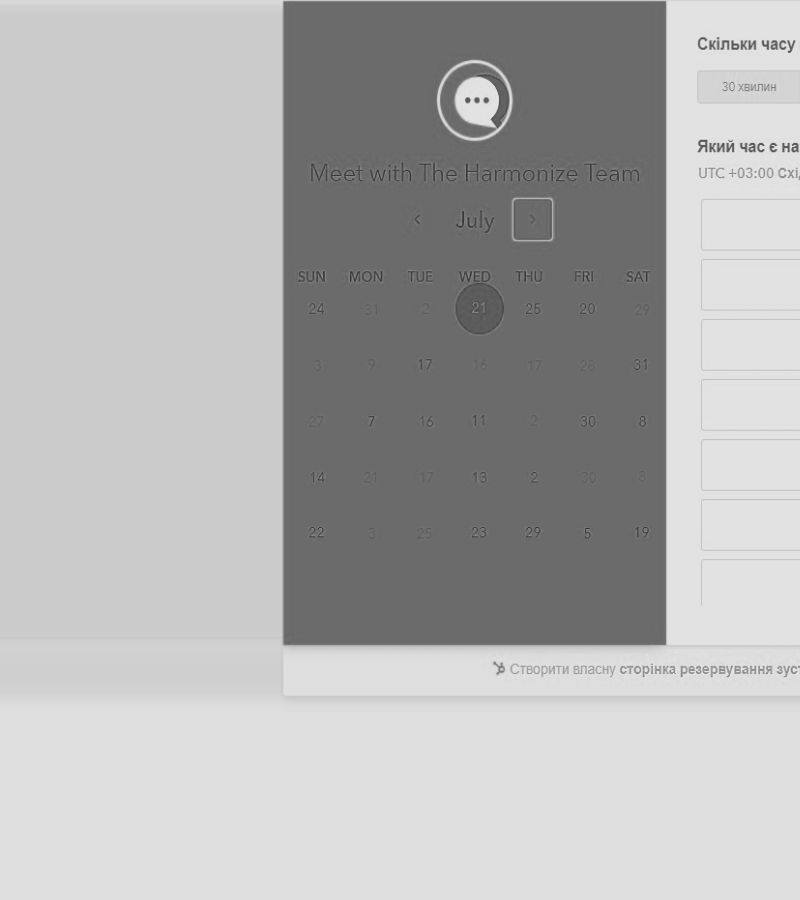 Скільки часу
30 хвилин
Meet with The Harmonize Team
Який час є на
UTC +03:00 Схі
July
SUN MON TUE WED THU FRI SAT
24 31 2 21 25 20 29
3 9 17 16 17 28 31
27 7 16 11 2 30 8
14 21 17 13 2 30 8
22 3 25 23 29 5 19
Створити власну сторінка резервування зуст